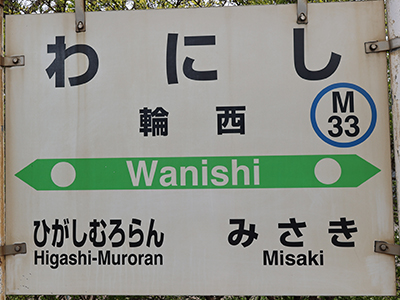 わにし
輪西
M
33
Wanishi
ひがしむろらん みさき
Higashi-Muroran Misaki